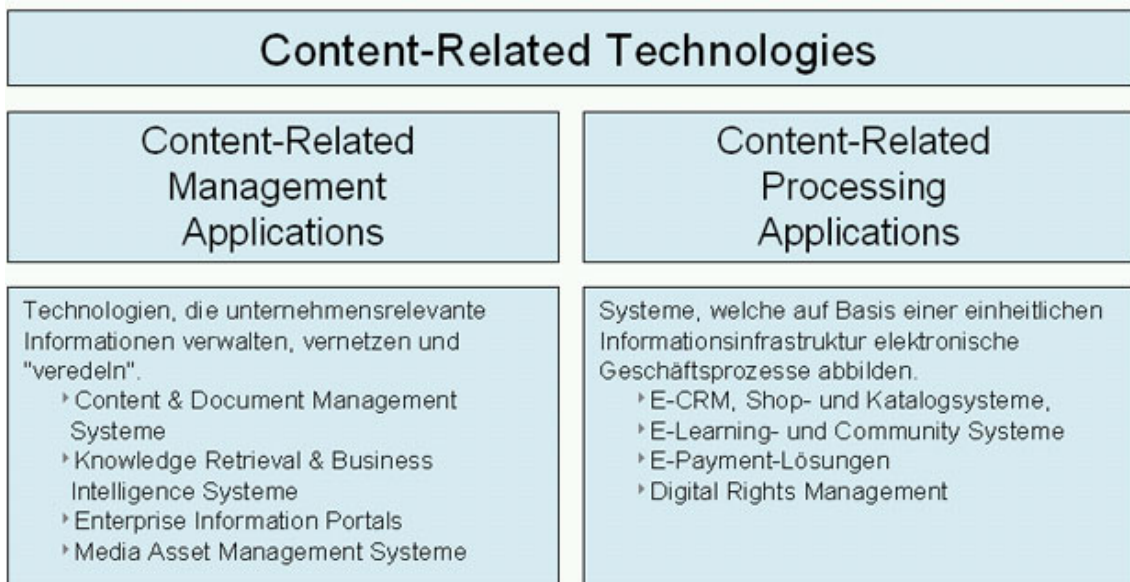 Content-Related Technologies
Content-Related
Management
Applications
Technologien, die unternehmensrelevante
Informationen verwalten, vernetzen und
"veredeln".
Content & Document Management
Systeme
Knowledge Retrieval & Business
Intelligence Systeme
Enterprise Information Portals
Media Asset Management Systeme
Content-Related
Processing
Applications
Systeme, welche auf Basis einer einheitlichen
Informationsinfrastruktur elektronische
Geschäftsprozesse abbilden.
E-CRM, Shop- und Katalogsysteme,
E-Learning- und Community Systeme
E-Payment-Lösungen
Digital Rights Management